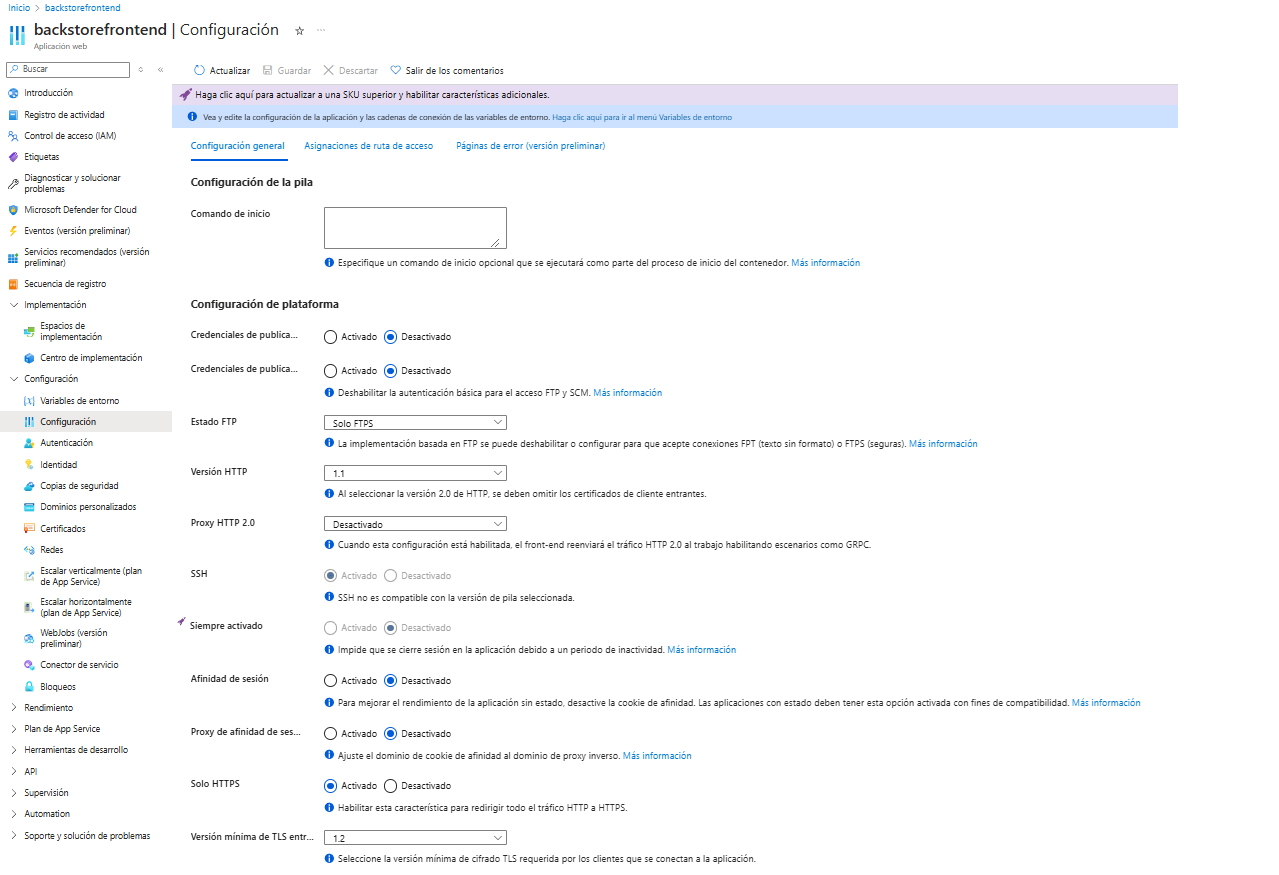 Inicio > backstorefrontend
backstorefrontend | Configuración
Aplicación web
Buscar
Actualizar Guardar Descartar Salir de los comentarios
Introducción
Registro de actividad
Control de acceso (IAM)
Etiquetas
Diagnosticar y solucionar
problemas
Microsoft Defender for Cloud
Eventos (versión preliminar)
Servicios recomendados (versión
preliminar)
Secuencia de registro
Implementación
Espacios de
implementación
Centro de implementación
Configuración
Variables de entorno
Configuración
Autenticación
Identidad
Copias de seguridad
Dominios personalizados
Certificados
Redes
Escalar verticalmente (plan
de App Service)
Escalar horizontalmente
(plan de App Service)
WebJobs (versión
preliminar)
Conector de servicio
Bloqueos
Rendimiento
Plan de App Service
Herramientas de desarrollo
API
Supervisión
Automation
Soporte y solución de problemas
Haga clic aquí para actualizar a una SKU superior y habilitar características adicionales.
Vea y edite la configuración de la aplicación y las cadenas de conexión de las variables de entorno. Haga clic aquí para ir al menú Variables de entorno
Configuración general Asignaciones de ruta de acceso Páginas de error (versión preliminar)
Configuración de la pila
Comando de inicio
Especifique un comando de inicio opcional que se ejecutará como parte del proceso de inicio del contenedor. Más información
Configuración de plataforma
Credenciales de publica... Activado Desactivado
Credenciales de publica... Activado Desactivado
Deshabilitar la autenticación básica para el acceso FTP y SCM. Más información
Estado FTP Solo FTPS
La implementación basada en FTP se puede deshabilitar o configurar para que acepte conexiones FPT (texto sin formato) o FTPS (seguras). Más información
Versión HTTP 1.1
Al seleccionar la versión 2.0 de HTTP, se deben omitir los certificados de cliente entrantes.
Proxy HTTP 2.0 Desactivado
Cuando esta configuración está habilitada, el front-end reenviará el tráfico HTTP 2.0 al trabajo habilitando escenarios como GRPC.
SSH Activado Desactivado
SSH no es compatible con la versión de pila seleccionada.
Siempre activado Activado Desactivado
Impide que se cierre sesión en la aplicación debido a un periodo de inactividad. Más información
Afinidad de sesión Activado Desactivado
Para mejorar el rendimiento de la aplicación sin estado, desactive la cookie de afinidad. Las aplicaciones con estado deben tener esta opción activada con fines de compatibilidad. Más información
Proxy de afinidad de ses... Activado Desactivado
Ajuste el dominio de cookie de afinidad al dominio de proxy inverso. Más información
Solo HTTPS Activado Desactivado
Habilitar esta característica para redirigir todo el tráfico HTTP a HTTPS.
Versión mínima de TLS entr... 1.2
Seleccione la versión mínima de cifrado TLS requerida por los clientes que se conectan a la aplicación.